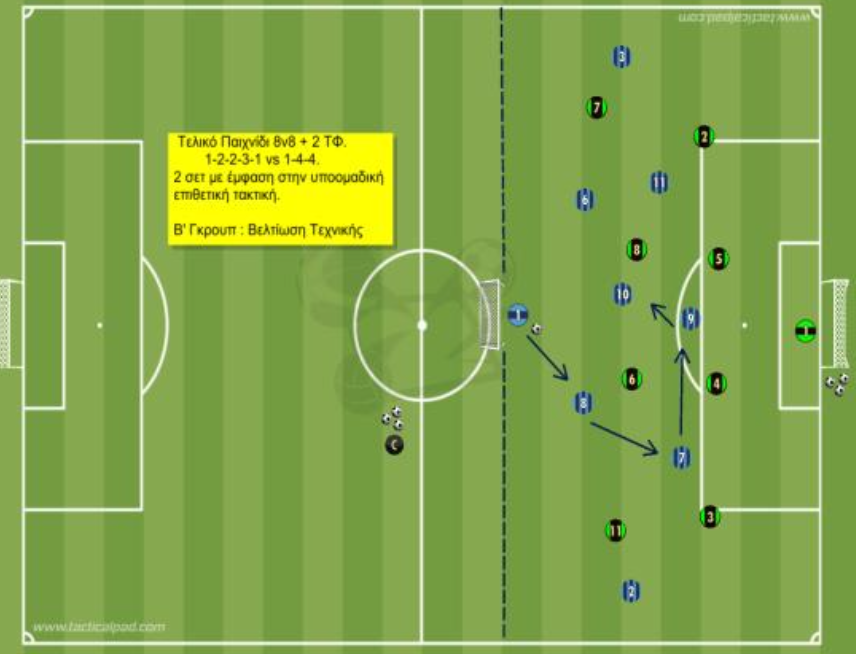 www.tacticalpad.com
Τελικό Παιχνίδι 8v8 + 2 ΤΦ.
1-2-2-3-1 vs 1-4-4.
2 σετ με έμφαση στην υποομαδική
επιθετική τακτική.
Β' Γκρουπ : Βελτίωση Τεχνικής
3
7
2
11
6
8
5
10
1
9
1
6
4
8
C
7
3
11
2
www.tacticalpad.com